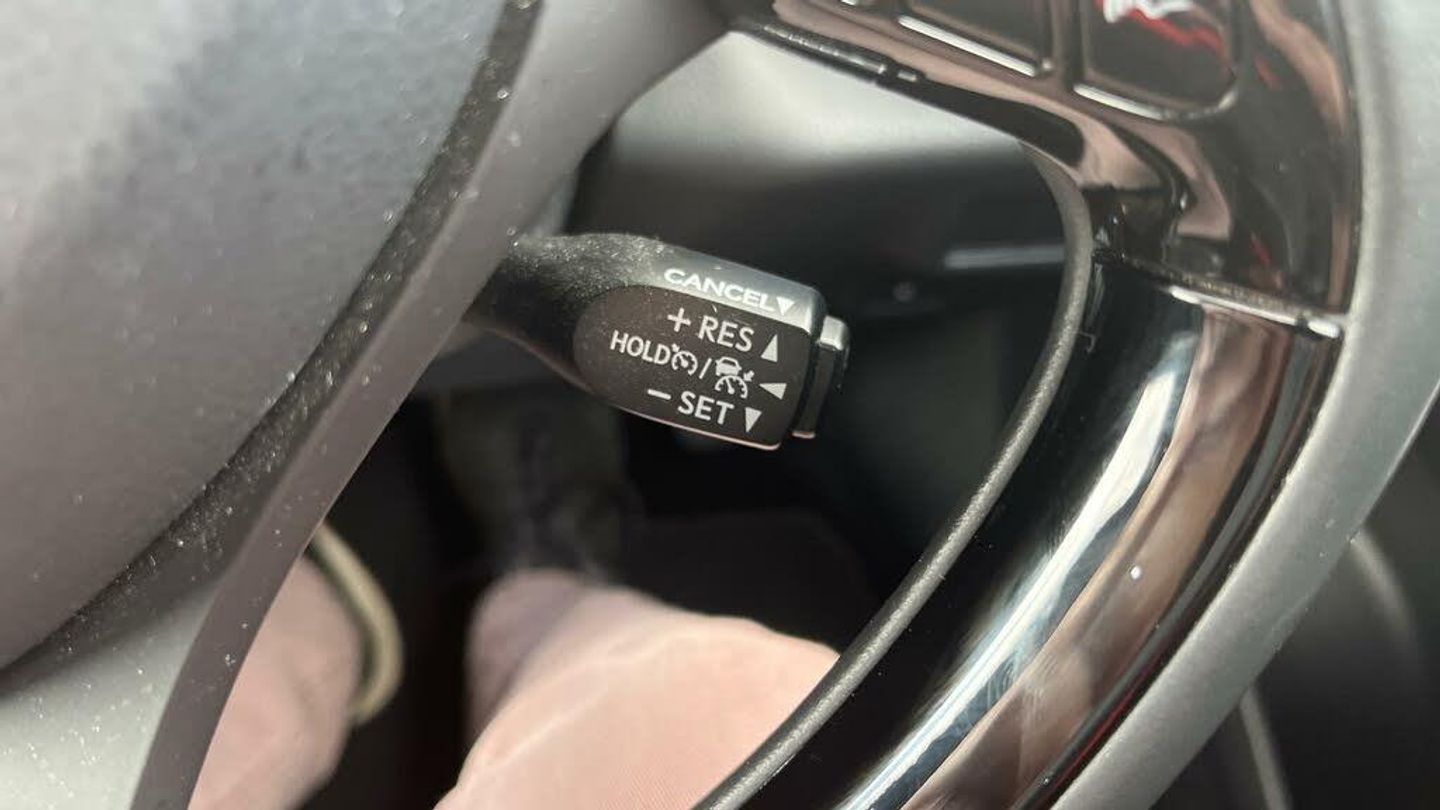 CANCEL▼
+ RES ▲
HOLD / ◀
− SET ▼